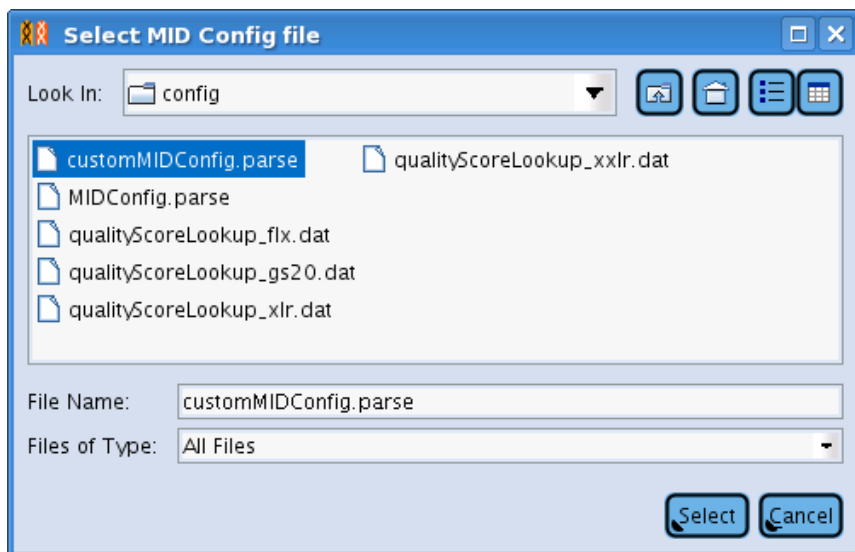 Select MID Config file
Look In: config
customMIDConfig.parse
qualityScoreLookup_xxlr.dat
MIDConfig.parse
qualityScoreLookup_flx.dat
qualityScoreLookup_gs20.dat
qualityScoreLookup_xlr.dat
File Name: customMIDConfig.parse
Files of Type: All Files
Select Cancel